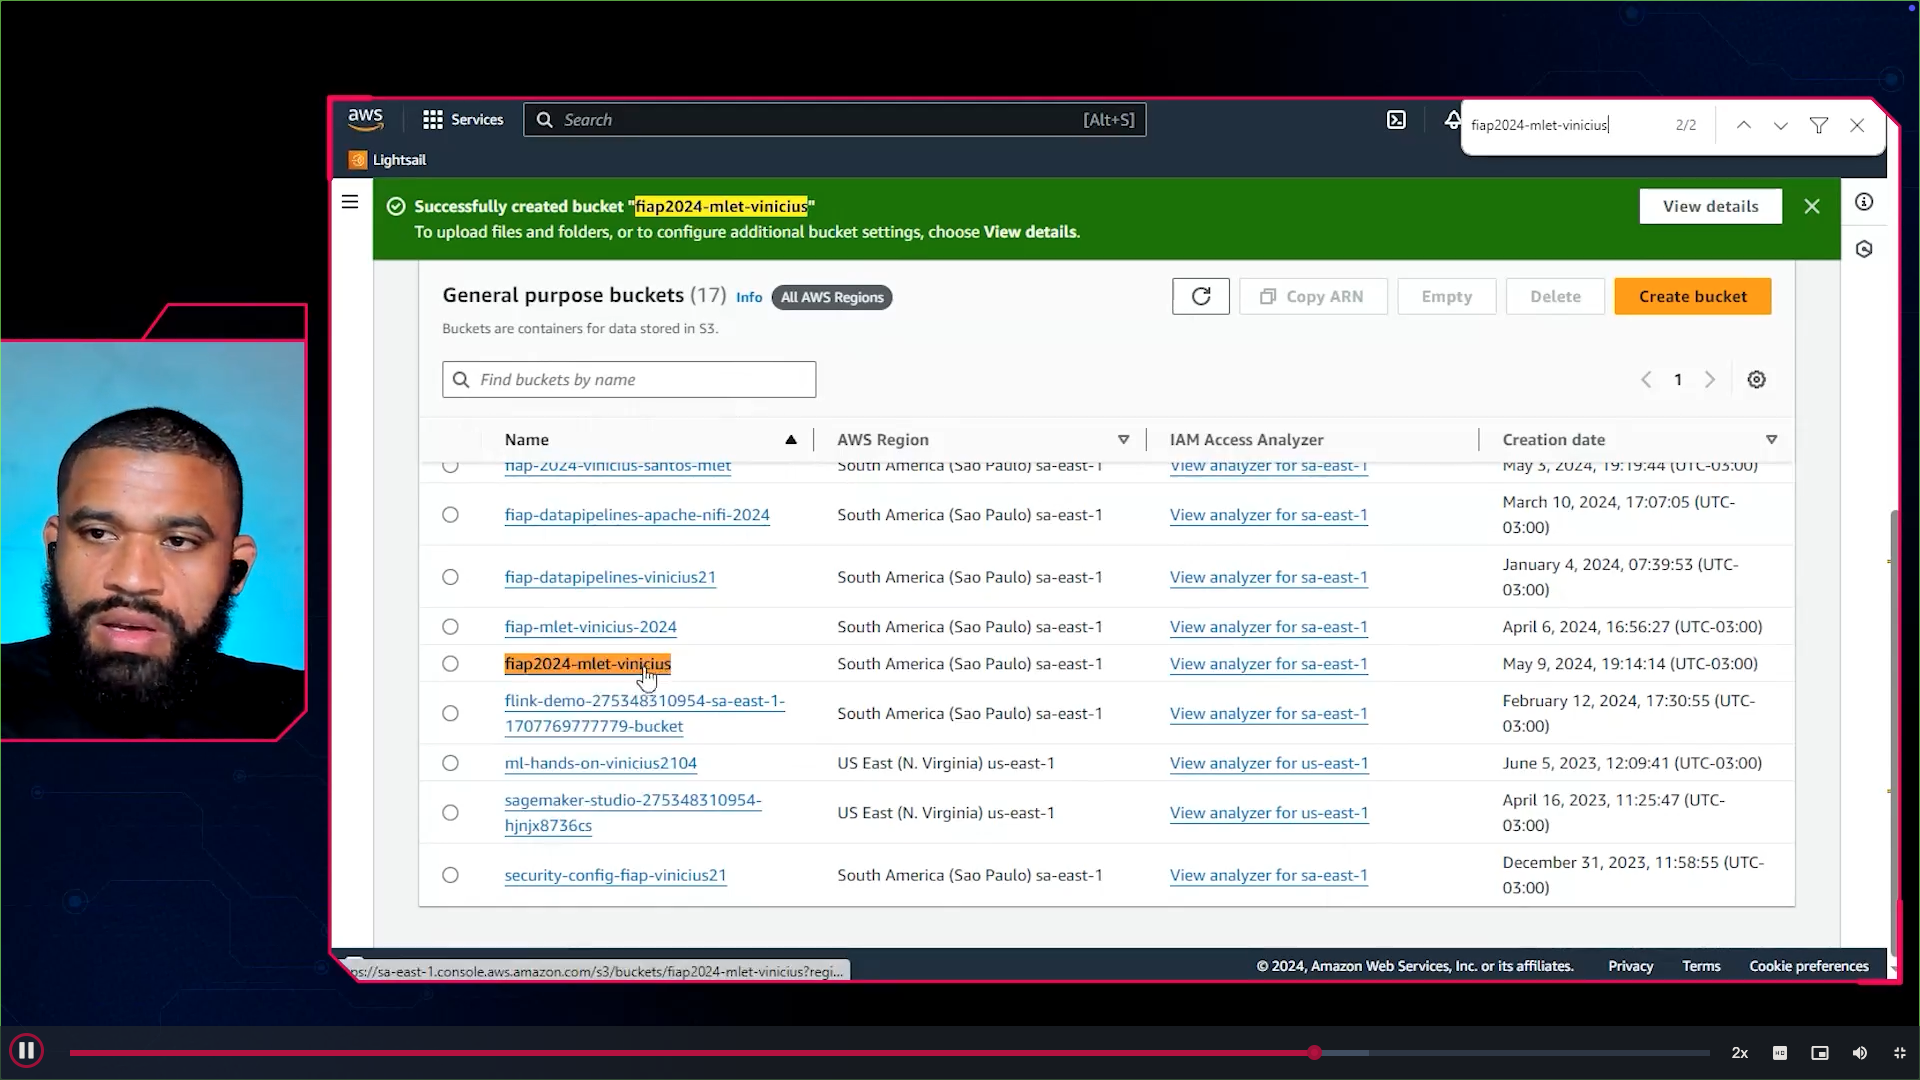 aws
Services
Search
[Alt+S]
fiap2024-mlet-vinicius
2/2
Lightsail
Successfully created bucket "fiap2024-mlet-vinicius"
To upload files and folders, or to configure additional bucket settings, choose View details.
View details
General purpose buckets (17) Info All AWS Regions
Buckets are containers for data stored in S3.
Copy ARN
Empty
Delete
Create bucket
Find buckets by name
1
Name AWS Region IAM Access Analyzer Creation date
fiap-2024-vinicius-santos-mlet South America (Sao Paulo) sa-east-1 View analyzer for sa-east-1 May 3, 2024, 19:19:44 (UTC-03:00)
fiap-datapipelines-apache-nifi-2024 South America (Sao Paulo) sa-east-1 View analyzer for sa-east-1 March 10, 2024, 17:07:05 (UTC-
03:00)
fiap-datapipelines-vinicius21 South America (Sao Paulo) sa-east-1 View analyzer for sa-east-1 January 4, 2024, 07:39:53 (UTC-
03:00)
fiap-mlet-vinicius-2024 South America (Sao Paulo) sa-east-1 View analyzer for sa-east-1 April 6, 2024, 16:56:27 (UTC-03:00)
fiap2024-mlet-vinicius South America (Sao Paulo) sa-east-1 View analyzer for sa-east-1 May 9, 2024, 19:14:14 (UTC-03:00)
flink-demo-275348310954-sa-east-1- South America (Sao Paulo) sa-east-1 View analyzer for sa-east-1 February 12, 2024, 17:30:55 (UTC-
1707769777779-bucket 03:00)
ml-hands-on-vinicius2104 US East (N. Virginia) us-east-1 View analyzer for us-east-1 June 5, 2023, 12:09:41 (UTC-03:00)
sagemaker-studio-275348310954- US East (N. Virginia) us-east-1 View analyzer for us-east-1 April 16, 2023, 11:25:47 (UTC-
hjnjx8736cs 03:00)
security-config-fiap-vinicius21 South America (Sao Paulo) sa-east-1 View analyzer for sa-east-1 December 31, 2023, 11:58:55 (UTC-
03:00)
ps://sa-east-1.console.aws.amazon.com/s3/buckets/fiap2024-mlet-vinicius?regi...
© 2024, Amazon Web Services, Inc. or its affiliates. Privacy Terms Cookie preferences
2x